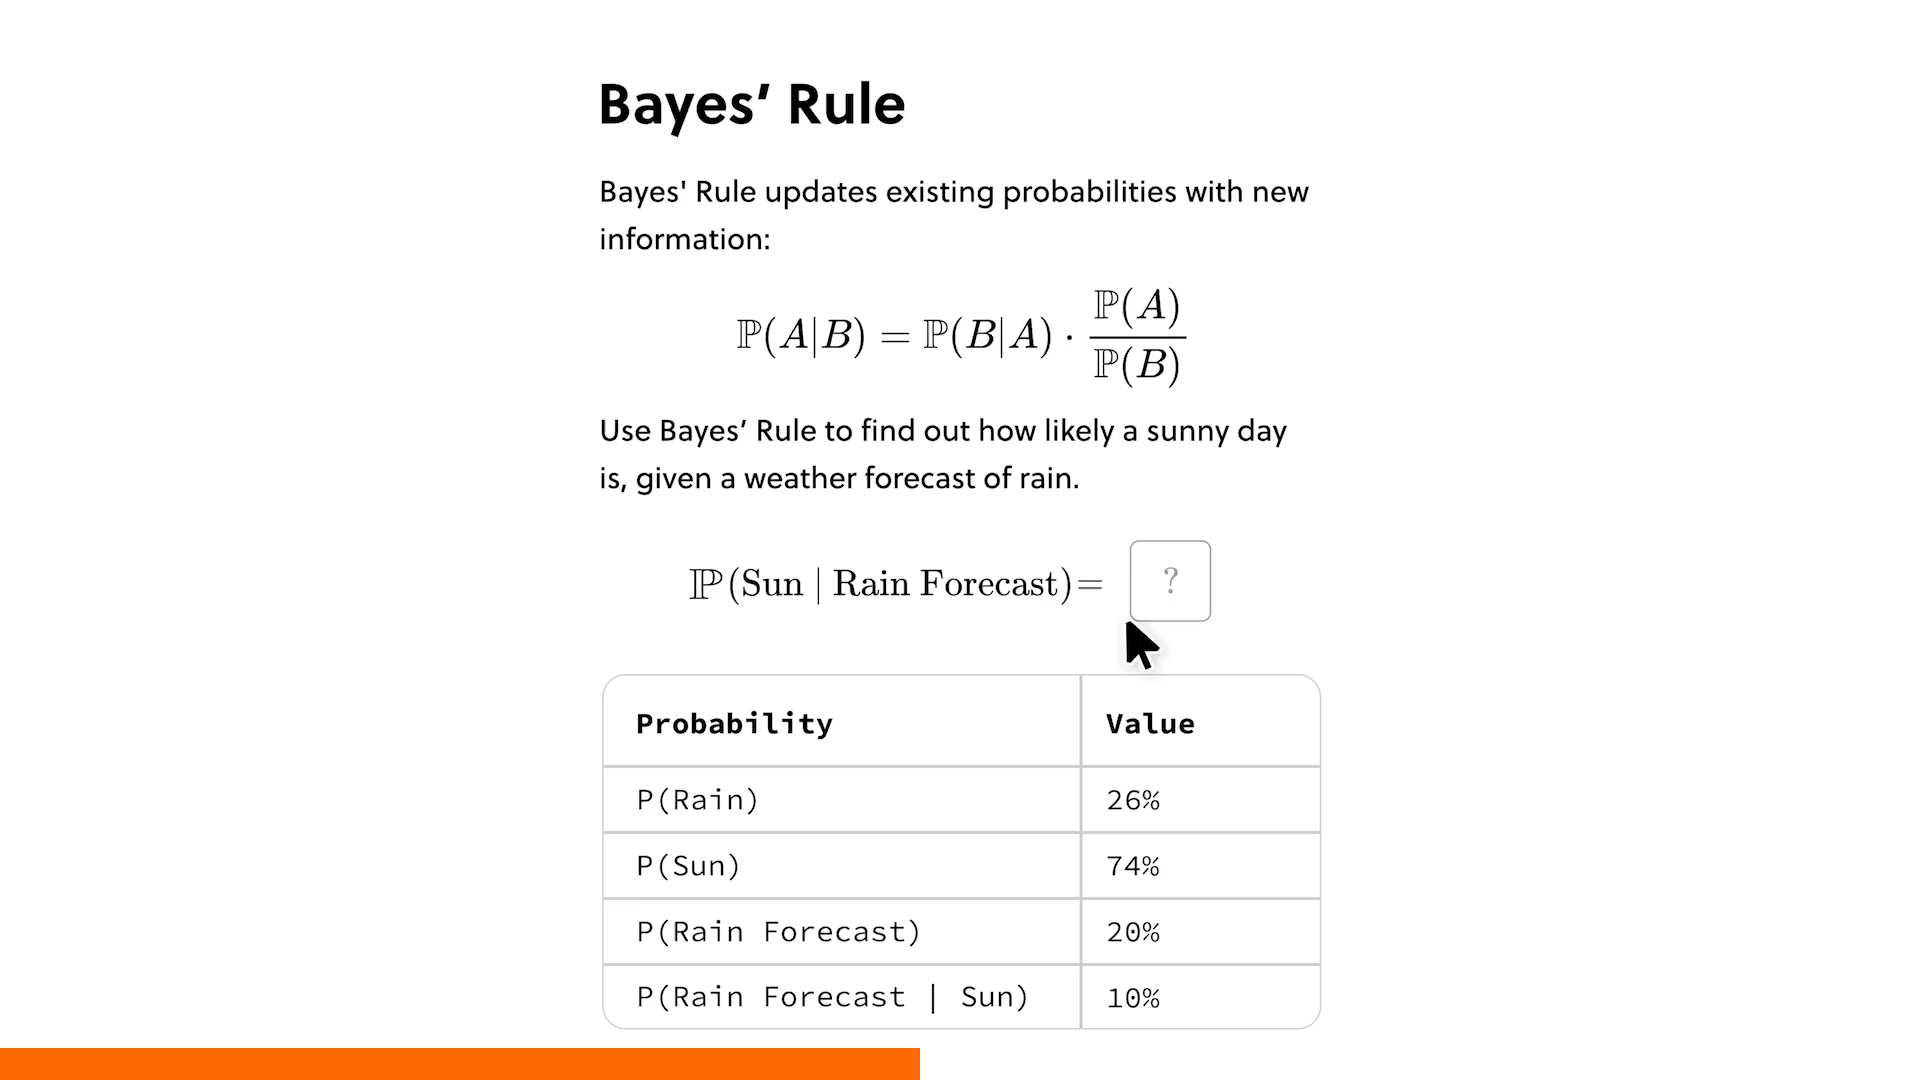 Bayes’ Rule
Bayes' Rule updates existing probabilities with new
information:
ℙ(A|B) = ℙ(B|A) · ℙ(A)/ℙ(B)
Use Bayes’ Rule to find out how likely a sunny day
is, given a weather forecast of rain.
ℙ(Sun | Rain Forecast)= ?
Probability Value
P(Rain) 26%
P(Sun) 74%
P(Rain Forecast) 20%
P(Rain Forecast | Sun) 10%